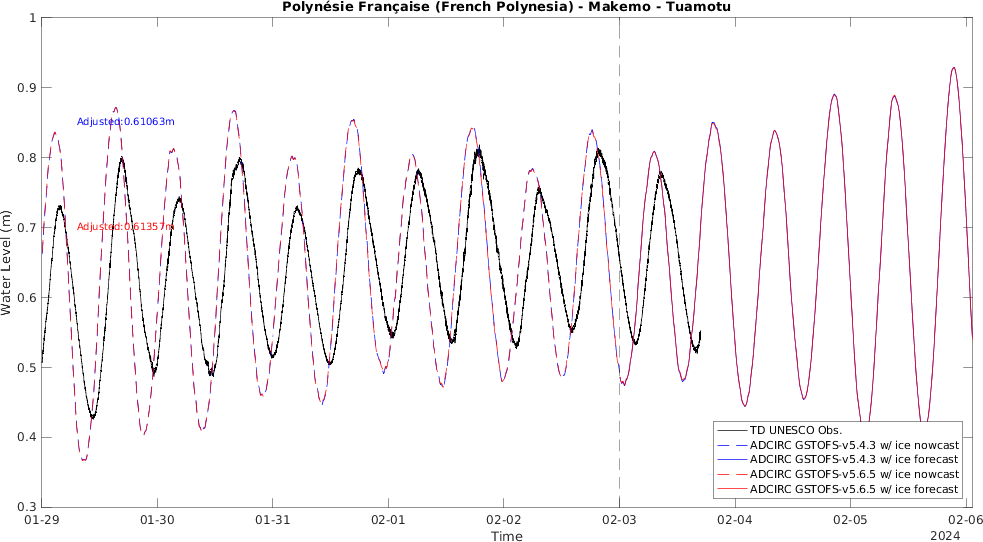 Polynésie Française (French Polynesia) - Makemo - Tuamotu
1
0.9
0.8
0.7
0.6
0.5
0.4
0.3
Water Level (m)
Adjusted:0.61063m
Adjusted:0.61357m
TD UNESCO Obs.
ADCIRC GSTOFS-v5.4.3 w/ ice nowcast
ADCIRC GSTOFS-v5.4.3 w/ ice forecast
ADCIRC GSTOFS-v5.6.5 w/ ice nowcast
ADCIRC GSTOFS-v5.6.5 w/ ice forecast
01-29 01-30 01-31 02-01 02-02 02-03 02-04 02-05 02-06
Time
2024